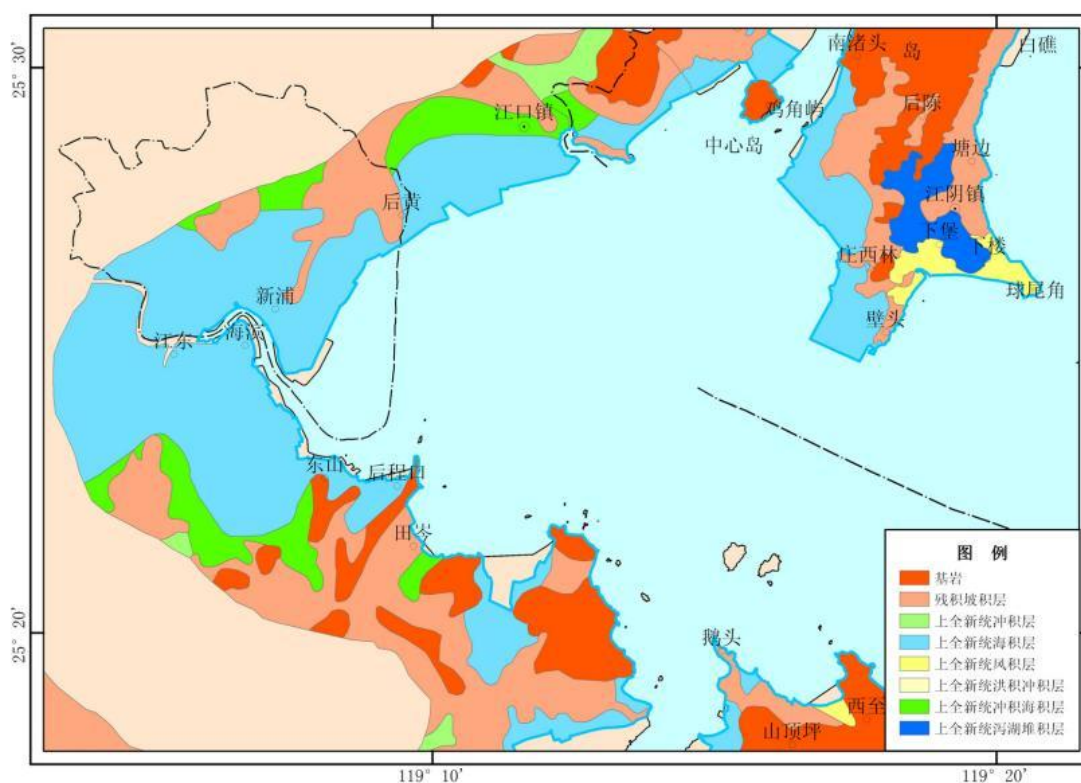 25° 30'
南渚头
岛
白礁
江口镇
鸡角屿
后陈
中心岛
塘边
后黄
江阴镇
下堡
下楼
庄西林
球尾角
新浦
壁头
海滨
江东
东山
后程口
田岑
25° 20'
鹅头
西至
山顶坪
图 例
基岩
残积坡积层
上全新统冲积层
上全新统海积层
上全新统风积层
上全新统洪积冲积层
上全新统冲积海积层
上全新统泻湖堆积层
119° 10'
119° 20'